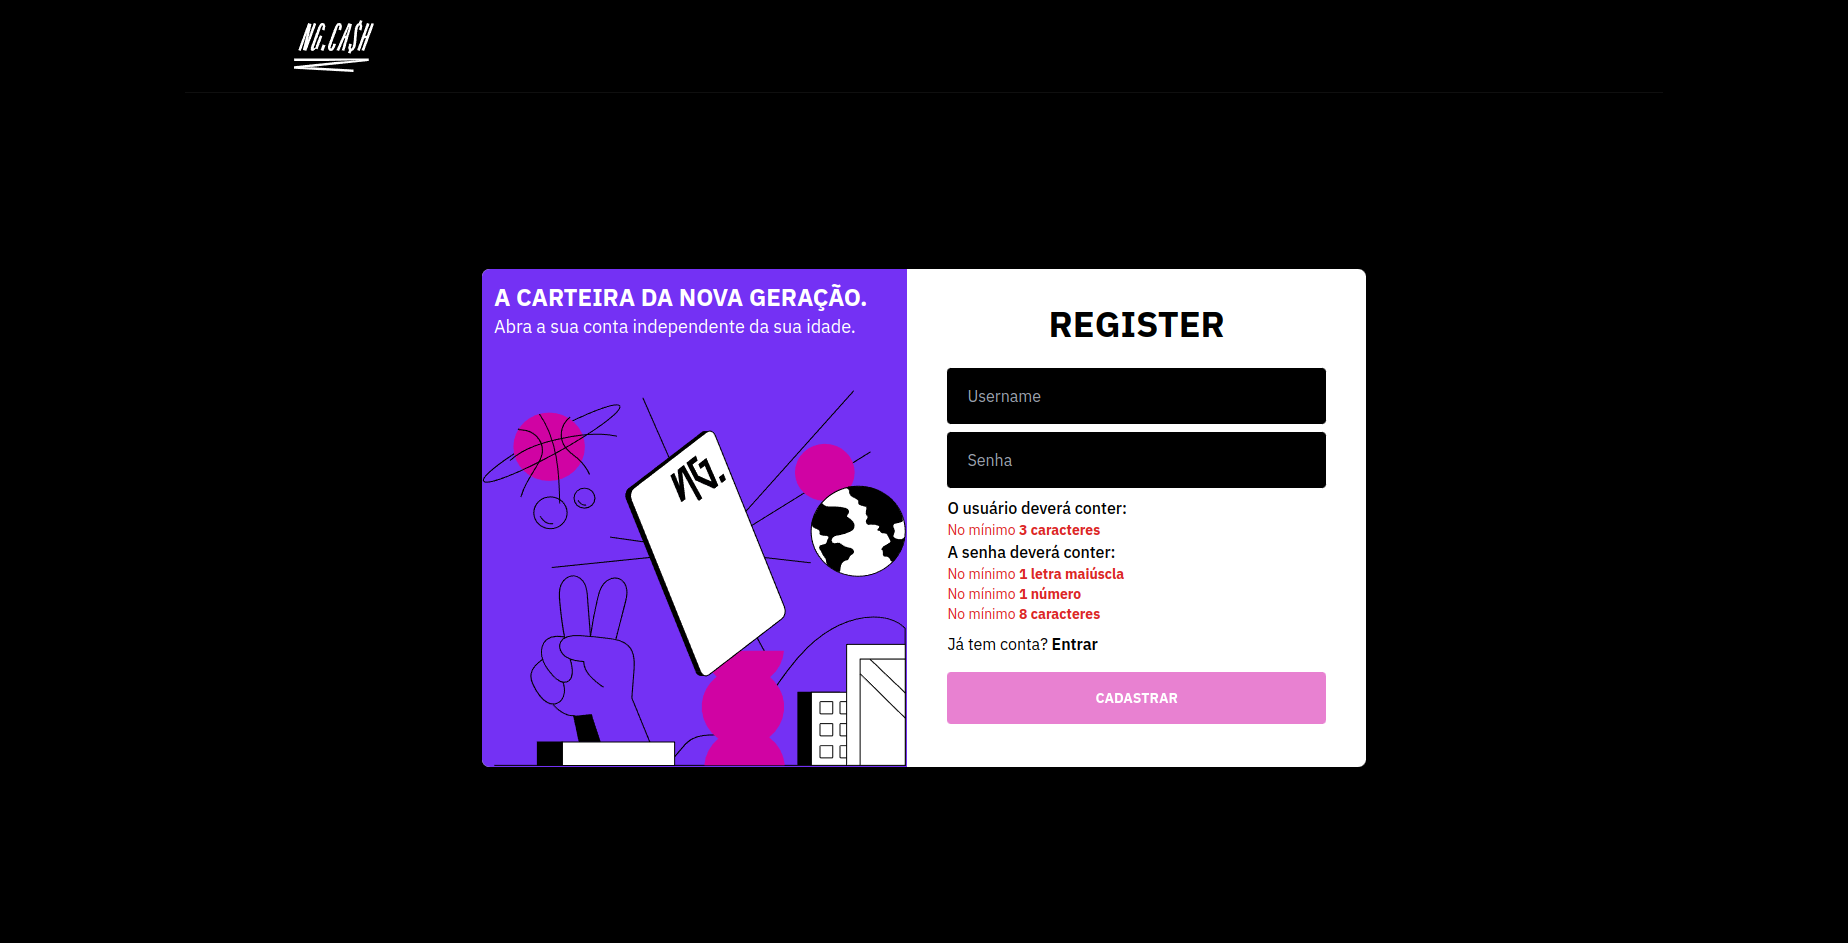 NG.CASH
A CARTEIRA DA NOVA GERAÇÃO.
Abra a sua conta independente da sua idade.
NG.
REGISTER
Username
Senha
O usuário deverá conter:
No mínimo 3 caracteres
A senha deverá conter:
No mínimo 1 letra maiúscla
No mínimo 1 número
No mínimo 8 caracteres
Já tem conta? Entrar
CADASTRAR